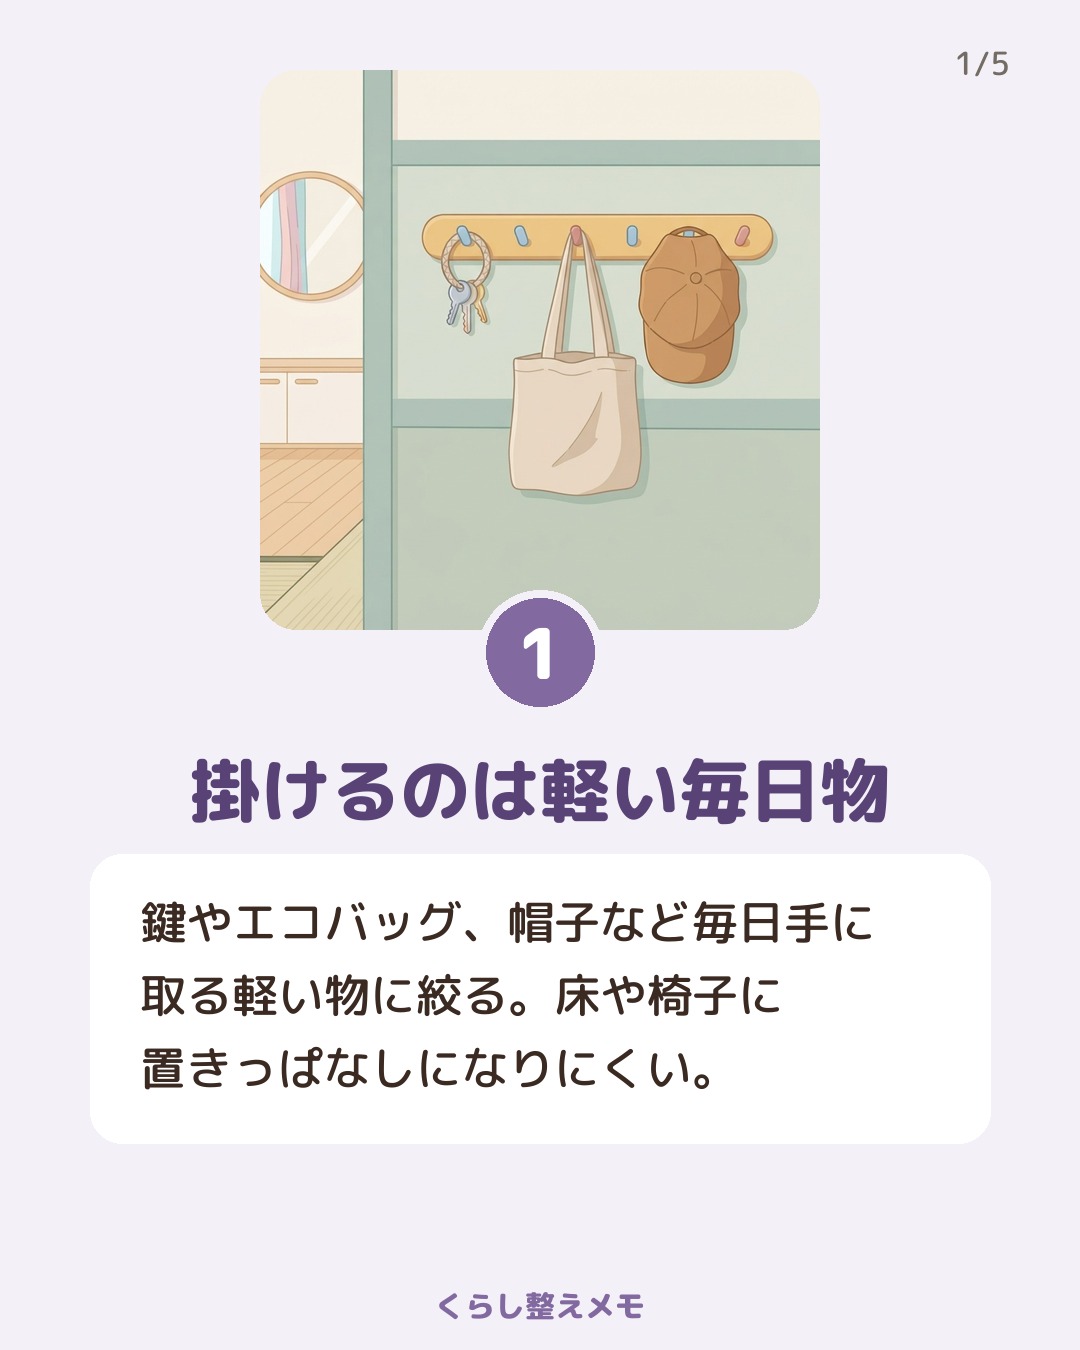 1/5
1
掛けるのは軽い毎日物
鍵やエコバッグ、帽子など毎日手に
取る軽い物に絞る。床や椅子に
置きっぱなしになりにくい。
くらし整えメモ